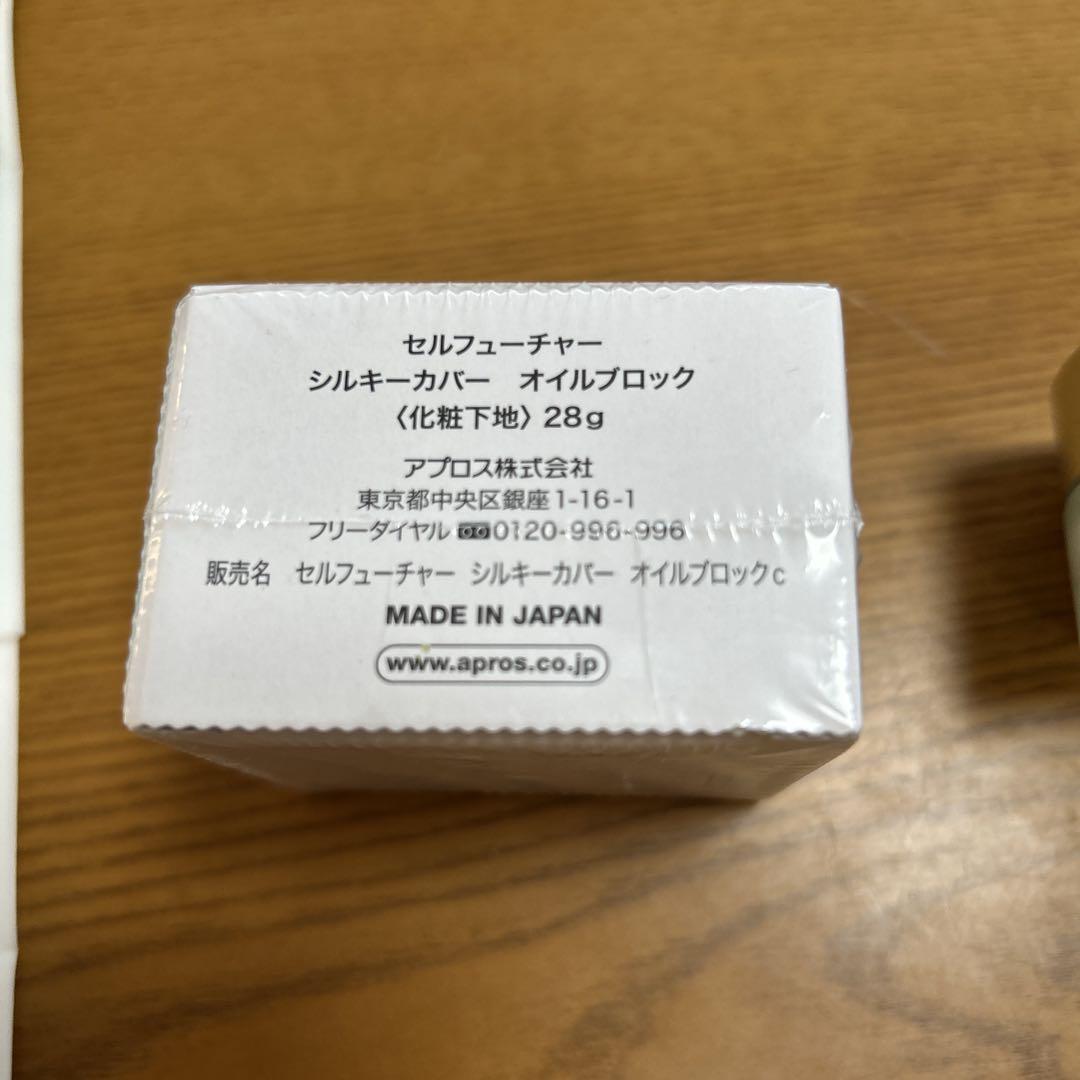 セルフューチャー
シルキーカバー　オイルブロック
〈化粧下地〉28g
アプロス株式会社
東京都中央区銀座1-16-1
フリーダイヤル 0120-996-996
販売名　セルフューチャー シルキーカバー オイルブロックc
MADE IN JAPAN
www.apros.co.jp